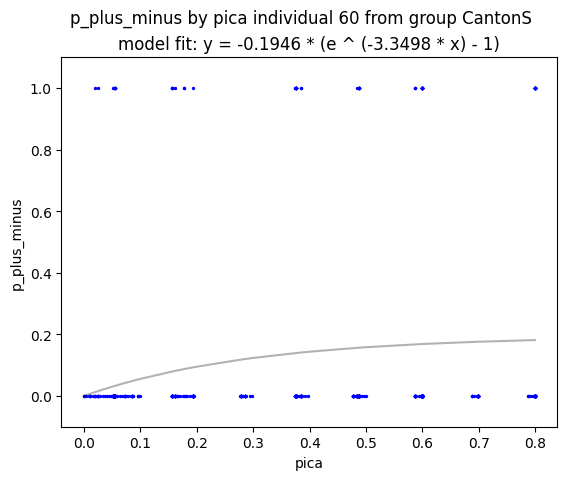 p_plus_minus by pica individual 60 from group CantonS
model fit: y = -0.1946 * (e ^ (-3.3498 * x) - 1)
1.0
0.8
0.6
0.4
0.2
0.0
p_plus_minus
0.0 0.1 0.2 0.3 0.4 0.5 0.6 0.7 0.8
pica